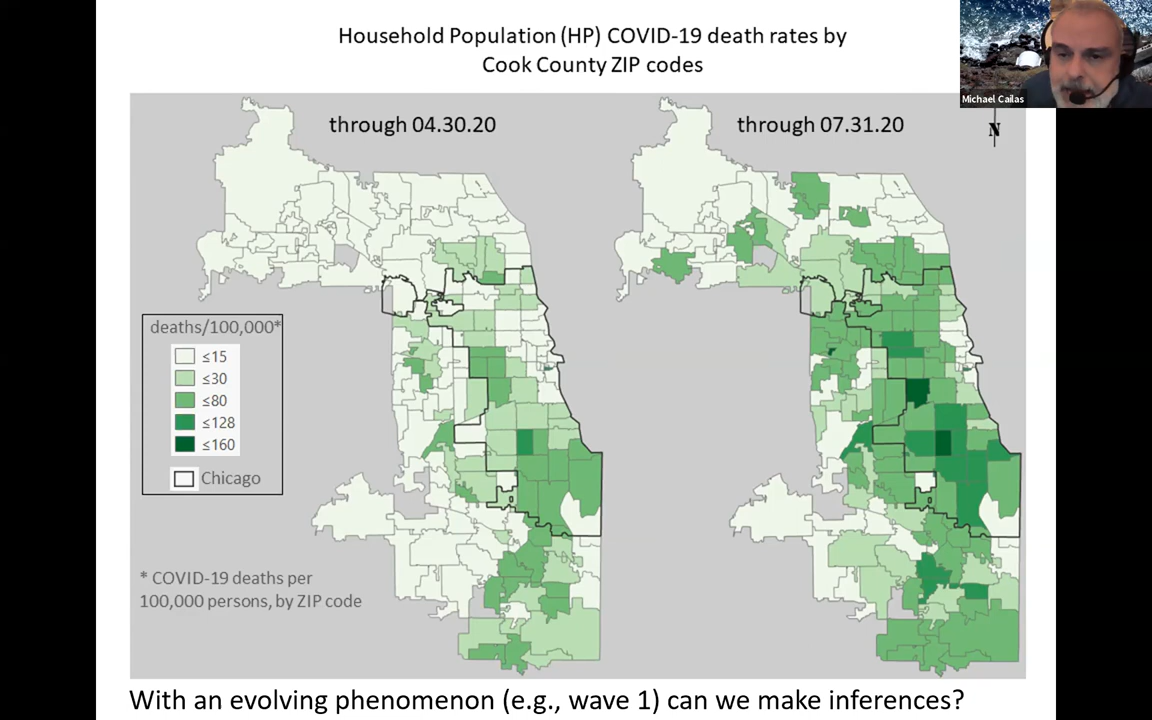 Household Population (HP) COVID-19 death rates by
Cook County ZIP codes
Michael Cailas
through 04.30.20
through 07.31.20
N
deaths/100,000*
≤15
≤30
≤80
≤128
≤160
Chicago
* COVID-19 deaths per
100,000 persons, by ZIP code
With an evolving phenomenon (e.g., wave 1) can we make inferences?